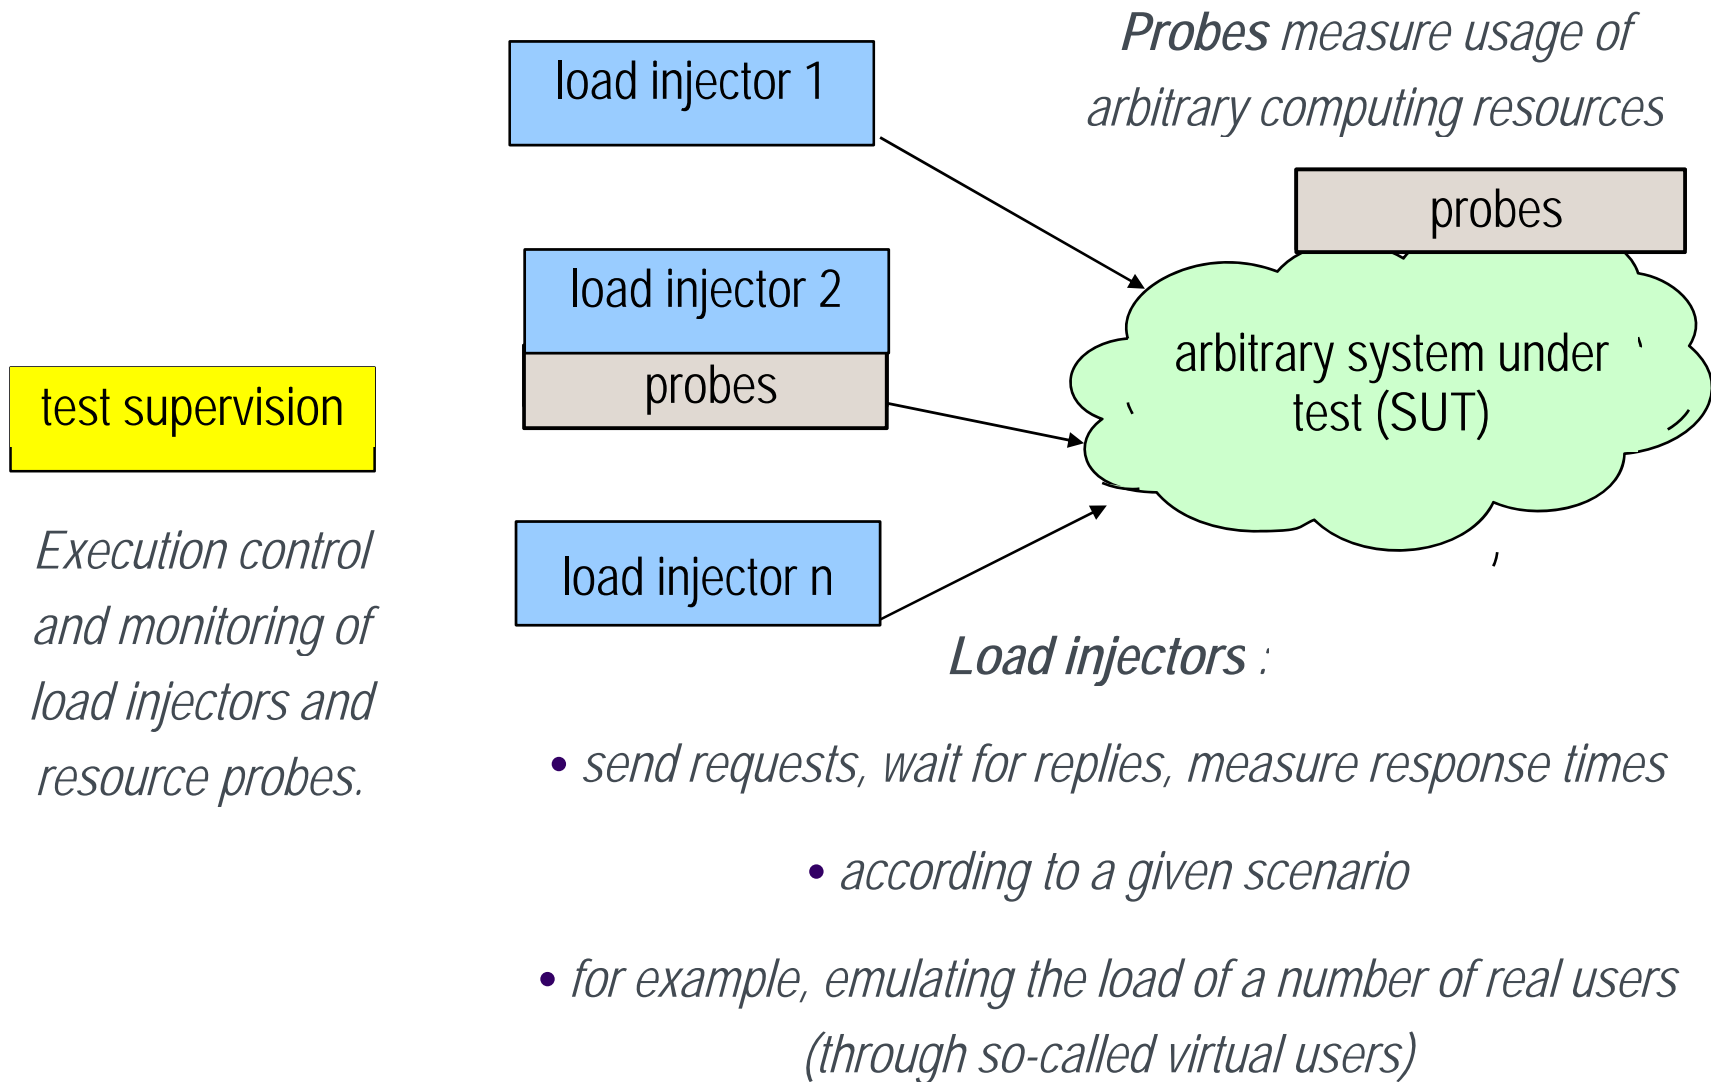 Probes measure usage of
arbitrary computing resources
load injector 1
probes
load injector 2
probes
arbitrary system under
test (SUT)
test supervision
Execution control
and monitoring of
load injectors and
resource probes.
load injector n
Load injectors :
• send requests, wait for replies, measure response times
• according to a given scenario
• for example, emulating the load of a number of real users
(through so-called virtual users)